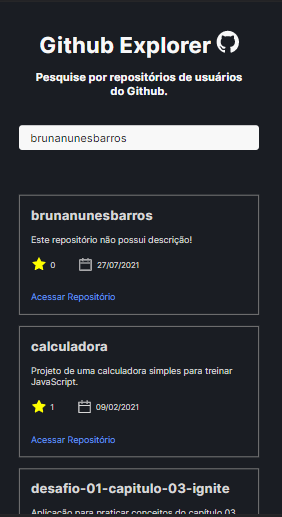 Github Explorer
Pesquise por repositórios de usuários
do Github.
brunanunesbarros
brunanunesbarros
Este repositório não possui descrição!
0 27/07/2021
Acessar Repositório
calculadora
Projeto de uma calculadora simples para treinar
JavaScript.
1 09/02/2021
Acessar Repositório
desafio-01-capitulo-03-ignite
Aplicação para praticar conceitos do capítulo 03